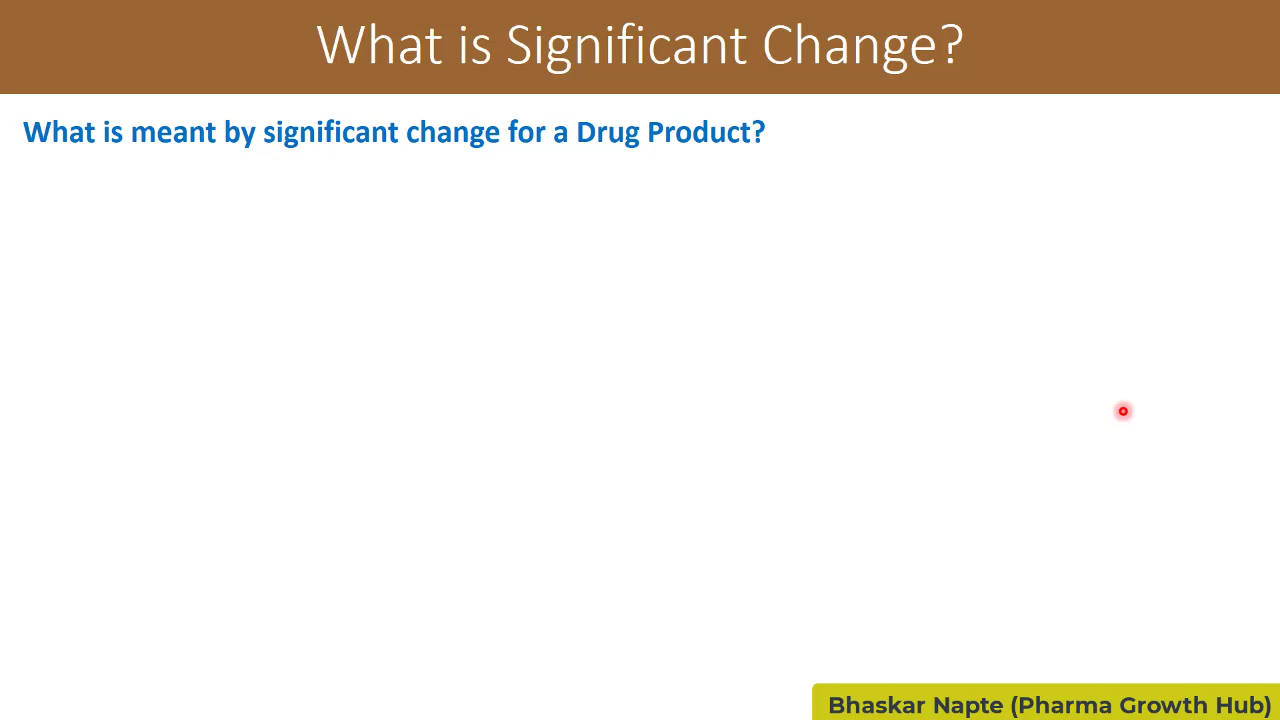 What is Significant Change?
What is meant by significant change for a Drug Product?
Bhaskar Napte (Pharma Growth Hub)